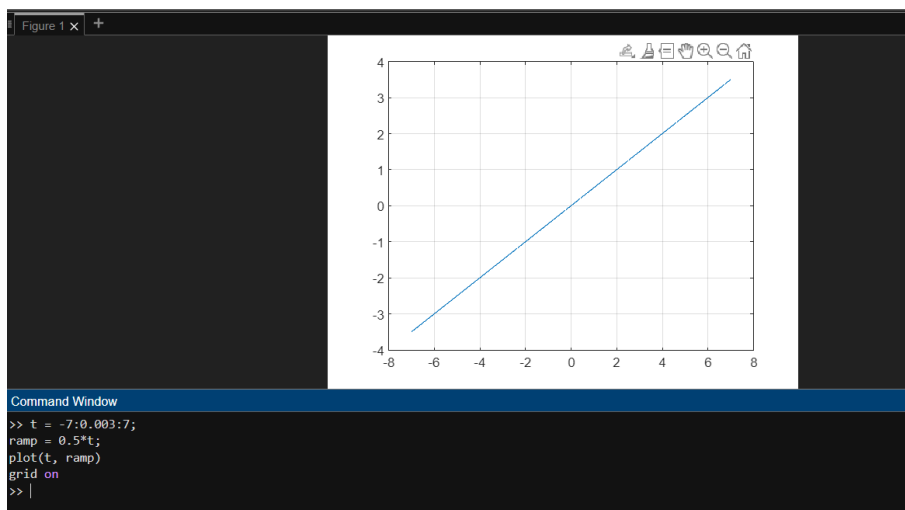 Figure 1 × +
4
3
2
1
0
-1
-2
-3
-4
-8 -6 -4 -2 0 2 4 6 8
Command Window
>> t = -7:0.003:7;
ramp = 0.5*t;
plot(t, ramp)
grid on
>>